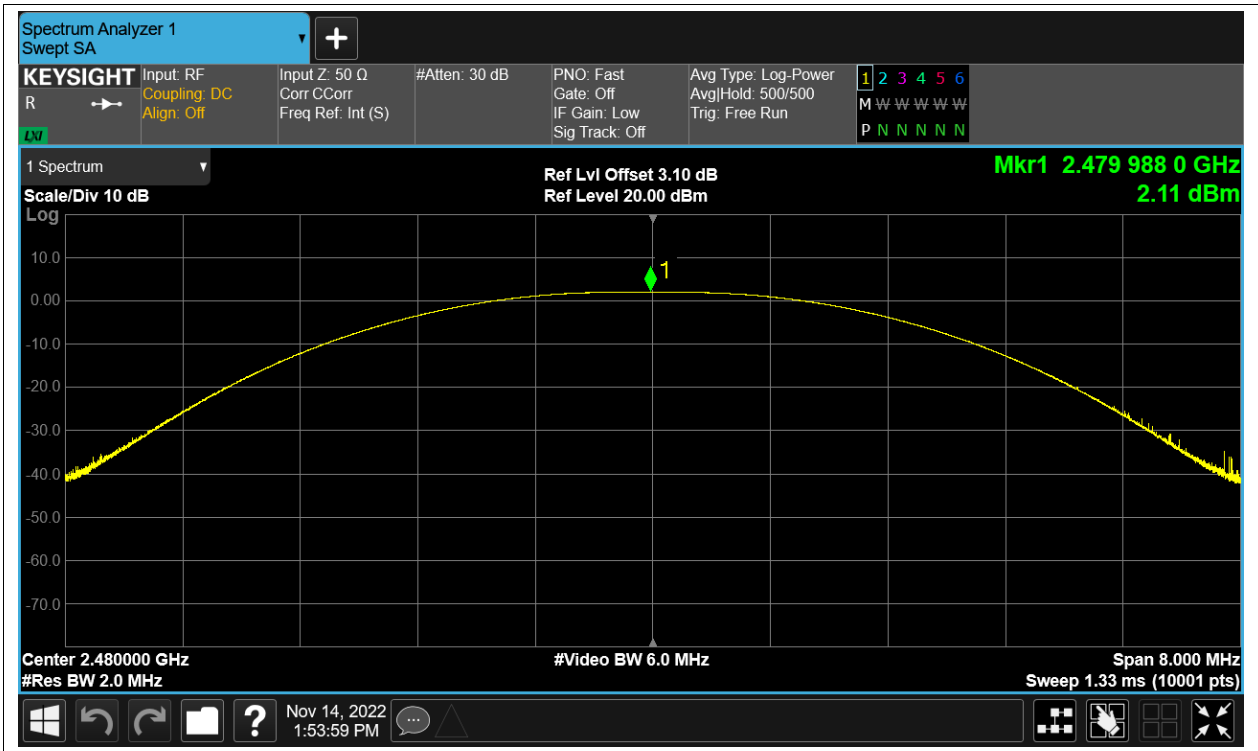 Spectrum Analyzer 1
Swept SA
KEYSIGHT
R
LXI
Input: RF
Coupling: DC
Align: Off
Input Z: 50 Ω
Corr CCorr
Freq Ref: Int (S)
#Atten: 30 dB
PNO: Fast
Gate: Off
IF Gain: Low
Sig Track: Off
Avg Type: Log-Power
Avg|Hold: 500/500
Trig: Free Run
1 2 3 4 5 6
M W W W W W
P N N N N N
1 Spectrum
Scale/Div 10 dB
Log
Ref Lvl Offset 3.10 dB
Ref Level 20.00 dBm
Mkr1 2.479 988 0 GHz
2.11 dBm
1
10.0
0.00
-10.0
-20.0
-30.0
-40.0
-50.0
-60.0
-70.0
Center 2.480000 GHz
#Res BW 2.0 MHz
#Video BW 6.0 MHz
Span 8.000 MHz
Sweep 1.33 ms (10001 pts)
?
Nov 14, 2022
1:53:59 PM